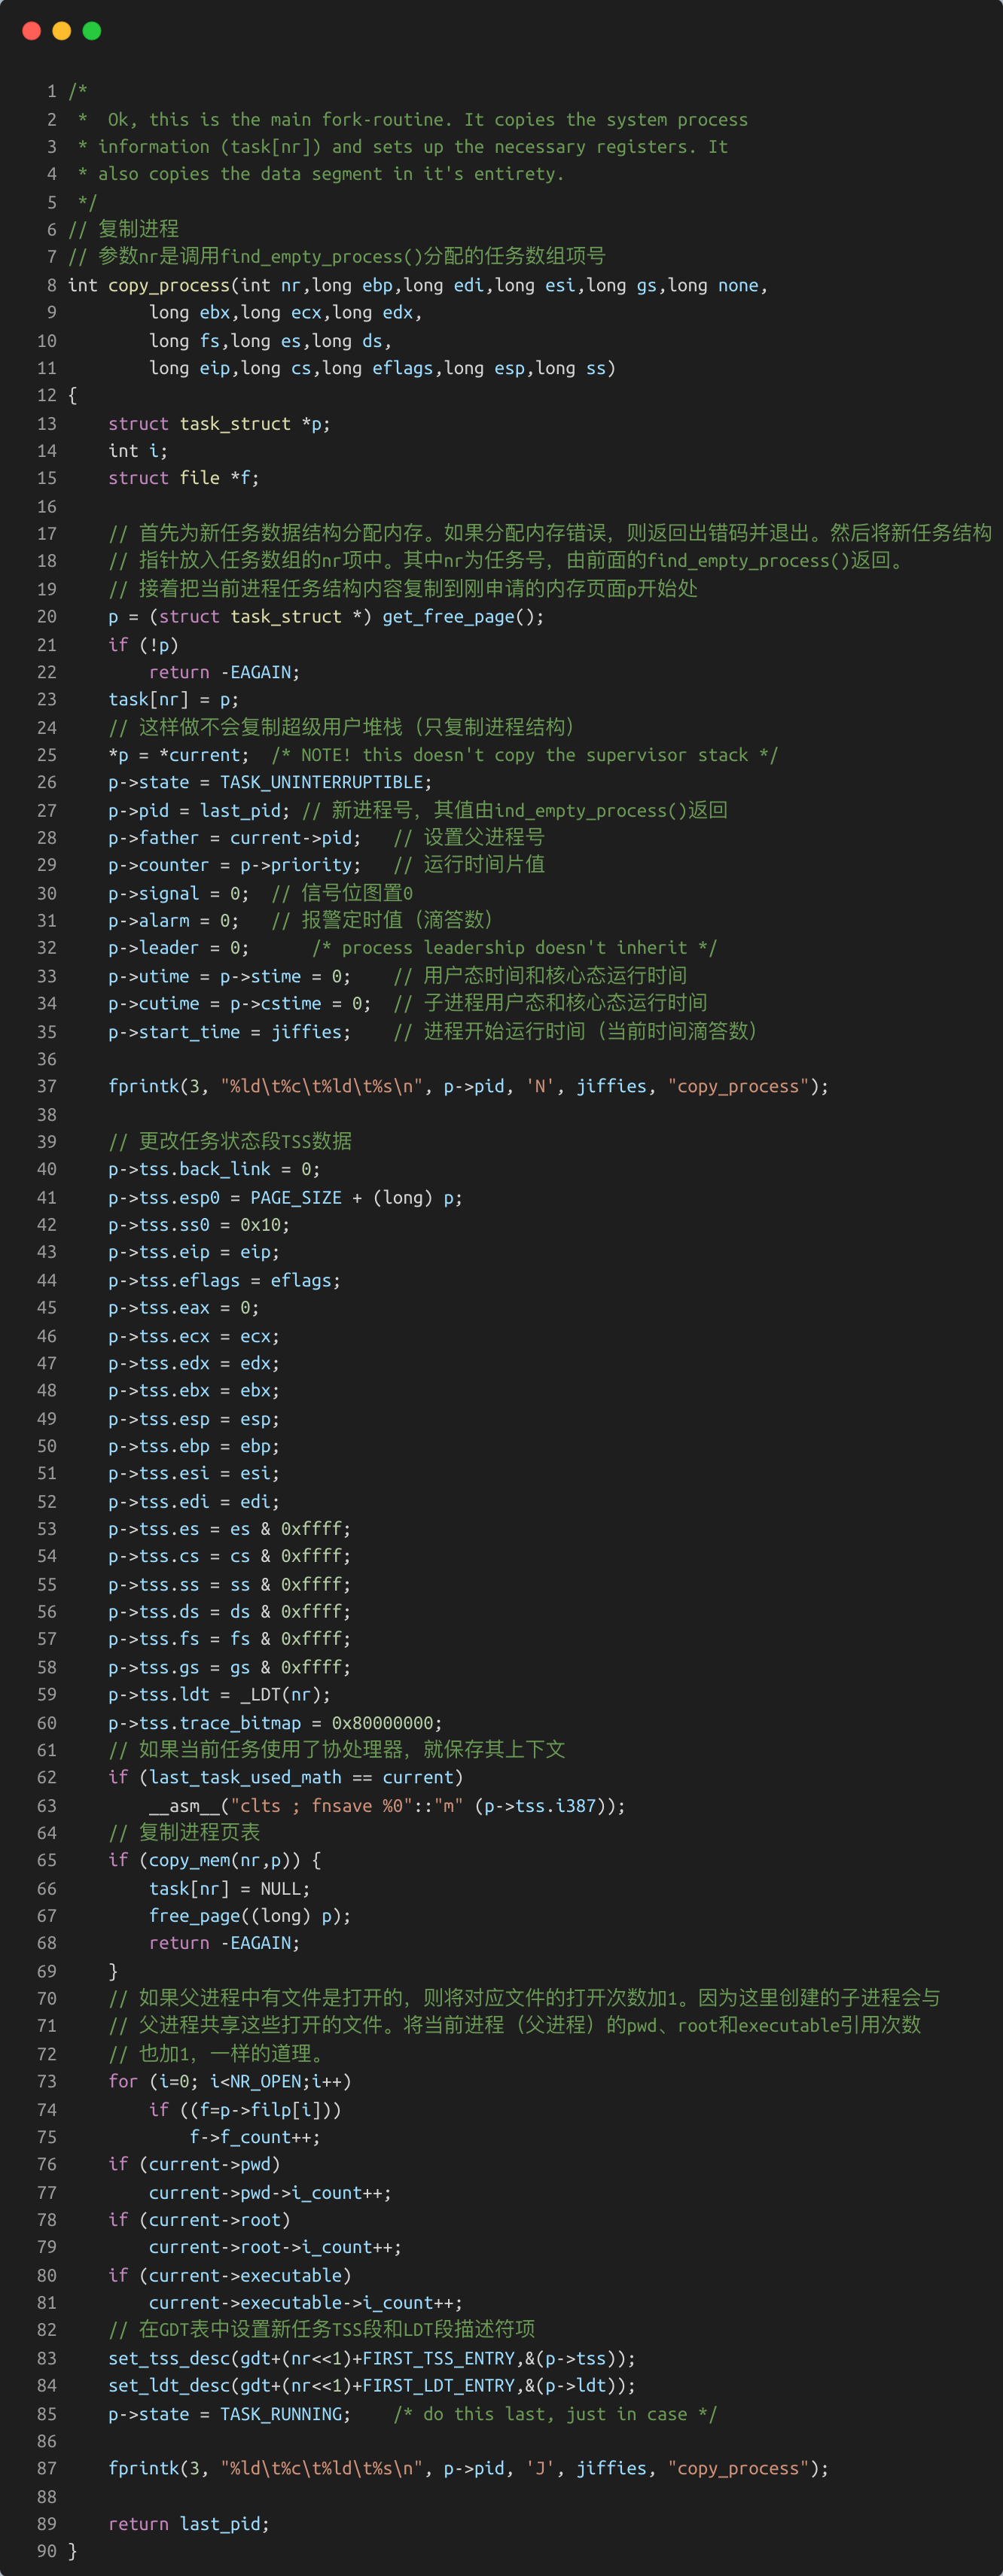 1 /*
2  *  Ok, this is the main fork-routine. It copies the system process
3  * information (task[nr]) and sets up the necessary registers. It
4  * also copies the data segment in it's entirety.
5  */
6 // 复制进程
7 // 参数nr是调用find_empty_process()分配的任务数组项号
8 int copy_process(int nr,long ebp,long edi,long esi,long gs,long none,
9         long ebx,long ecx,long edx,
10         long fs,long es,long ds,
11         long eip,long cs,long eflags,long esp,long ss)
12 {
13     struct task_struct *p;
14     int i;
15     struct file *f;
16
17     // 首先为新任务数据结构分配内存。如果分配内存错误，则返回出错码并退出。然后将新任务结构
18     // 指针放入任务数组的nr项中。其中nr为任务号，由前面的find_empty_process()返回。
19     // 接着把当前进程任务结构内容复制到刚申请的内存页面p开始处
20     p = (struct task_struct *) get_free_page();
21     if (!p)
22         return -EAGAIN;
23     task[nr] = p;
24     // 这样做不会复制超级用户堆栈（只复制进程结构）
25     *p = *current;  /* NOTE! this doesn't copy the supervisor stack */
26     p->state = TASK_UNINTERRUPTIBLE;
27     p->pid = last_pid; // 新进程号，其值由ind_empty_process()返回
28     p->father = current->pid;   // 设置父进程号
29     p->counter = p->priority;   // 运行时间片值
30     p->signal = 0;  // 信号位图置0
31     p->alarm = 0;   // 报警定时值（滴答数）
32     p->leader = 0;      /* process leadership doesn't inherit */
33     p->utime = p->stime = 0;    // 用户态时间和核心态运行时间
34     p->cutime = p->cstime = 0;  // 子进程用户态和核心态运行时间
35     p->start_time = jiffies;    // 进程开始运行时间（当前时间滴答数）
36
37     fprintk(3, "%ld\t%c\t%ld\t%s\n", p->pid, 'N', jiffies, "copy_process");
38
39     // 更改任务状态段TSS数据
40     p->tss.back_link = 0;
41     p->tss.esp0 = PAGE_SIZE + (long) p;
42     p->tss.ss0 = 0x10;
43     p->tss.eip = eip;
44     p->tss.eflags = eflags;
45     p->tss.eax = 0;
46     p->tss.ecx = ecx;
47     p->tss.edx = edx;
48     p->tss.ebx = ebx;
49     p->tss.esp = esp;
50     p->tss.ebp = ebp;
51     p->tss.esi = esi;
52     p->tss.edi = edi;
53     p->tss.es = es & 0xffff;
54     p->tss.cs = cs & 0xffff;
55     p->tss.ss = ss & 0xffff;
56     p->tss.ds = ds & 0xffff;
57     p->tss.fs = fs & 0xffff;
58     p->tss.gs = gs & 0xffff;
59     p->tss.ldt = _LDT(nr);
60     p->tss.trace_bitmap = 0x80000000;
61     // 如果当前任务使用了协处理器，就保存其上下文
62     if (last_task_used_math == current)
63         __asm__("clts ; fnsave %0"::"m" (p->tss.i387));
64     // 复制进程页表
65     if (copy_mem(nr,p)) {
66         task[nr] = NULL;
67         free_page((long) p);
68         return -EAGAIN;
69     }
70     // 如果父进程中有文件是打开的，则将对应文件的打开次数加1。因为这里创建的子进程会与
71     // 父进程共享这些打开的文件。将当前进程（父进程）的pwd、root和executable引用次数
72     // 也加1，一样的道理。
73     for (i=0; i<NR_OPEN;i++)
74         if ((f=p->filp[i]))
75             f->f_count++;
76     if (current->pwd)
77         current->pwd->i_count++;
78     if (current->root)
79         current->root->i_count++;
80     if (current->executable)
81         current->executable->i_count++;
82     // 在GDT表中设置新任务TSS段和LDT段描述符项
83     set_tss_desc(gdt+(nr<<1)+FIRST_TSS_ENTRY,&(p->tss));
84     set_ldt_desc(gdt+(nr<<1)+FIRST_LDT_ENTRY,&(p->ldt));
85     p->state = TASK_RUNNING;    /* do this last, just in case */
86
87     fprintk(3, "%ld\t%c\t%ld\t%s\n", p->pid, 'J', jiffies, "copy_process");
88
89     return last_pid;
90 }